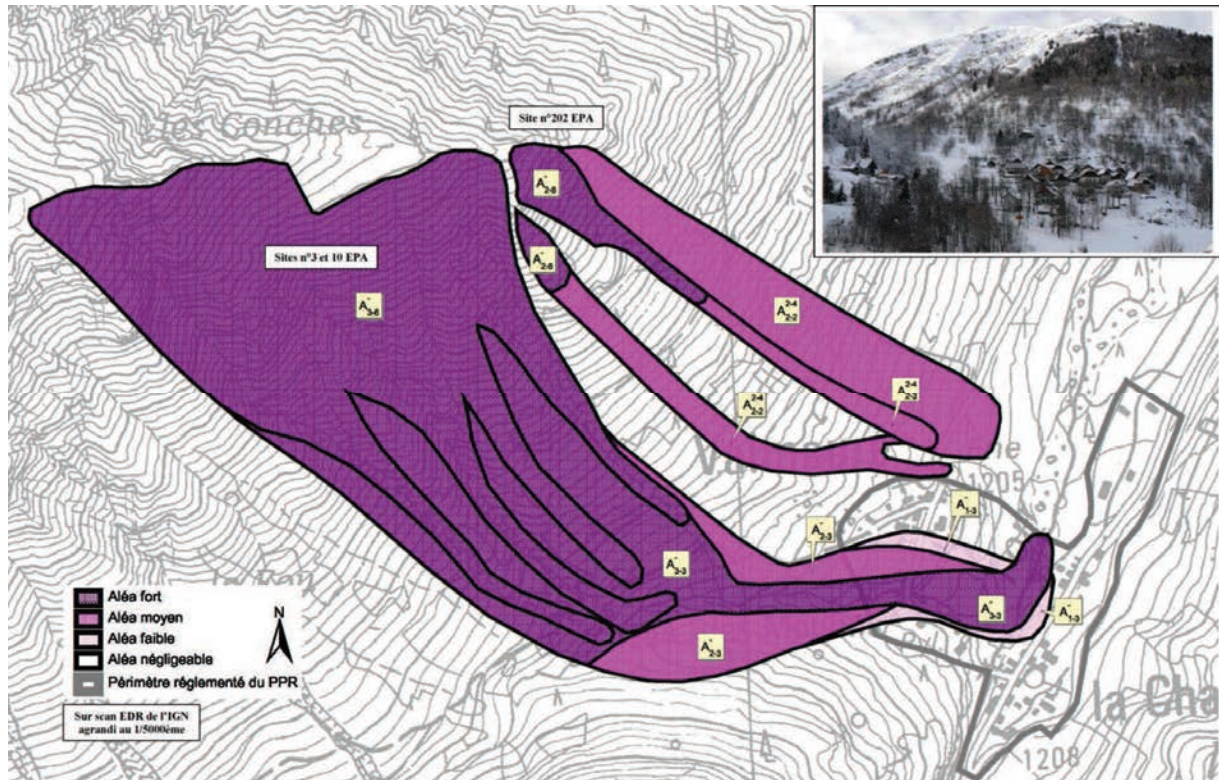 Les Conches
Site n°202 EPA
A-2-6
Sites n°3 et 10 EPA
A-2-6
A-3-6
A2-4 2-2
A2-4 2-2
A2-4 2-2
1205
A-1-3
A-2-3
A-3-3
A-3-3
A-1-3
A-2-3
la Cha
1208
Aléa fort
Aléa moyen
Aléa faible
Aléa négligeable
Périmètre réglementé du PPR
N
Sur scan EDR de l'IGN
agrandi au 1/5000ème